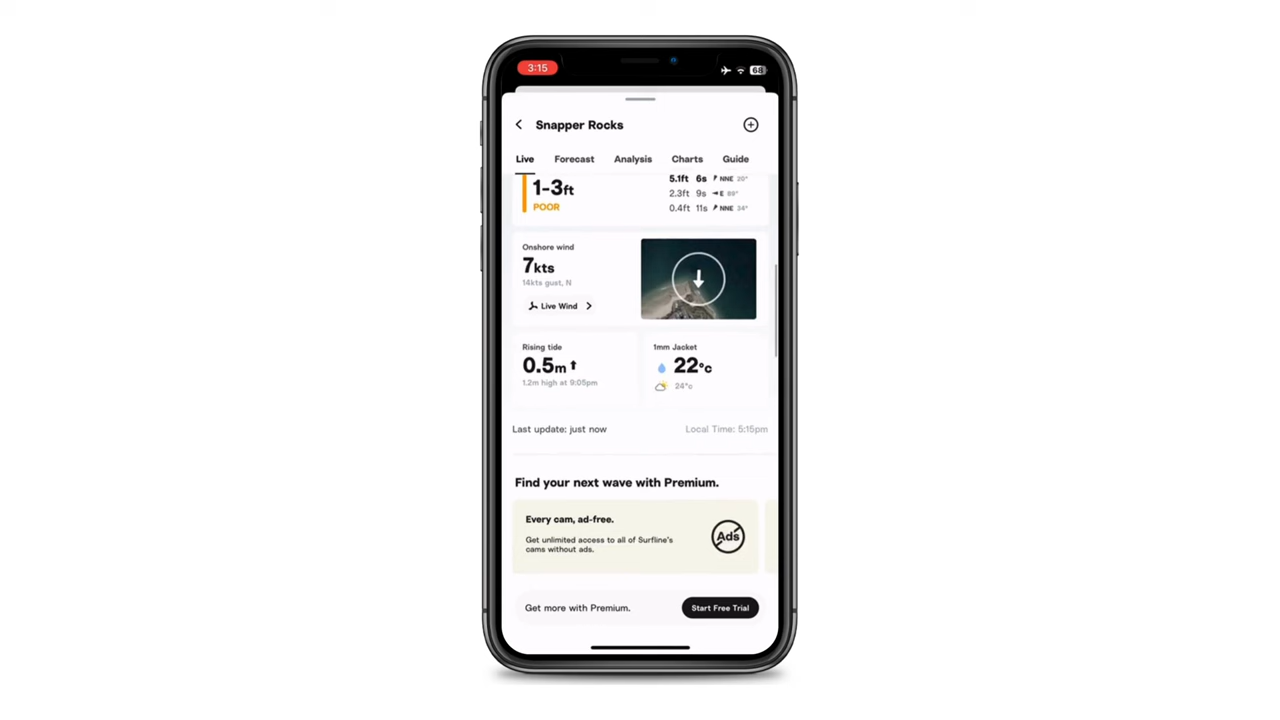 3:15
68
Snapper Rocks
Live Forecast Analysis Charts Guide
1-3ft
POOR
5.1ft 6s NNE 20°
2.3ft 9s E 89°
0.4ft 11s NNE 34°
Onshore wind
7kts
14kts gust, N
Live Wind
Rising tide
0.5m
1.2m high at 9:05pm
1mm Jacket
22°c
24°c
Last update: just now
Local Time: 5:15pm
Find your next wave with Premium.
Every cam, ad-free.
Get unlimited access to all of Surfline's
cams without ads.
Ads
Get more with Premium.
Start Free Trial